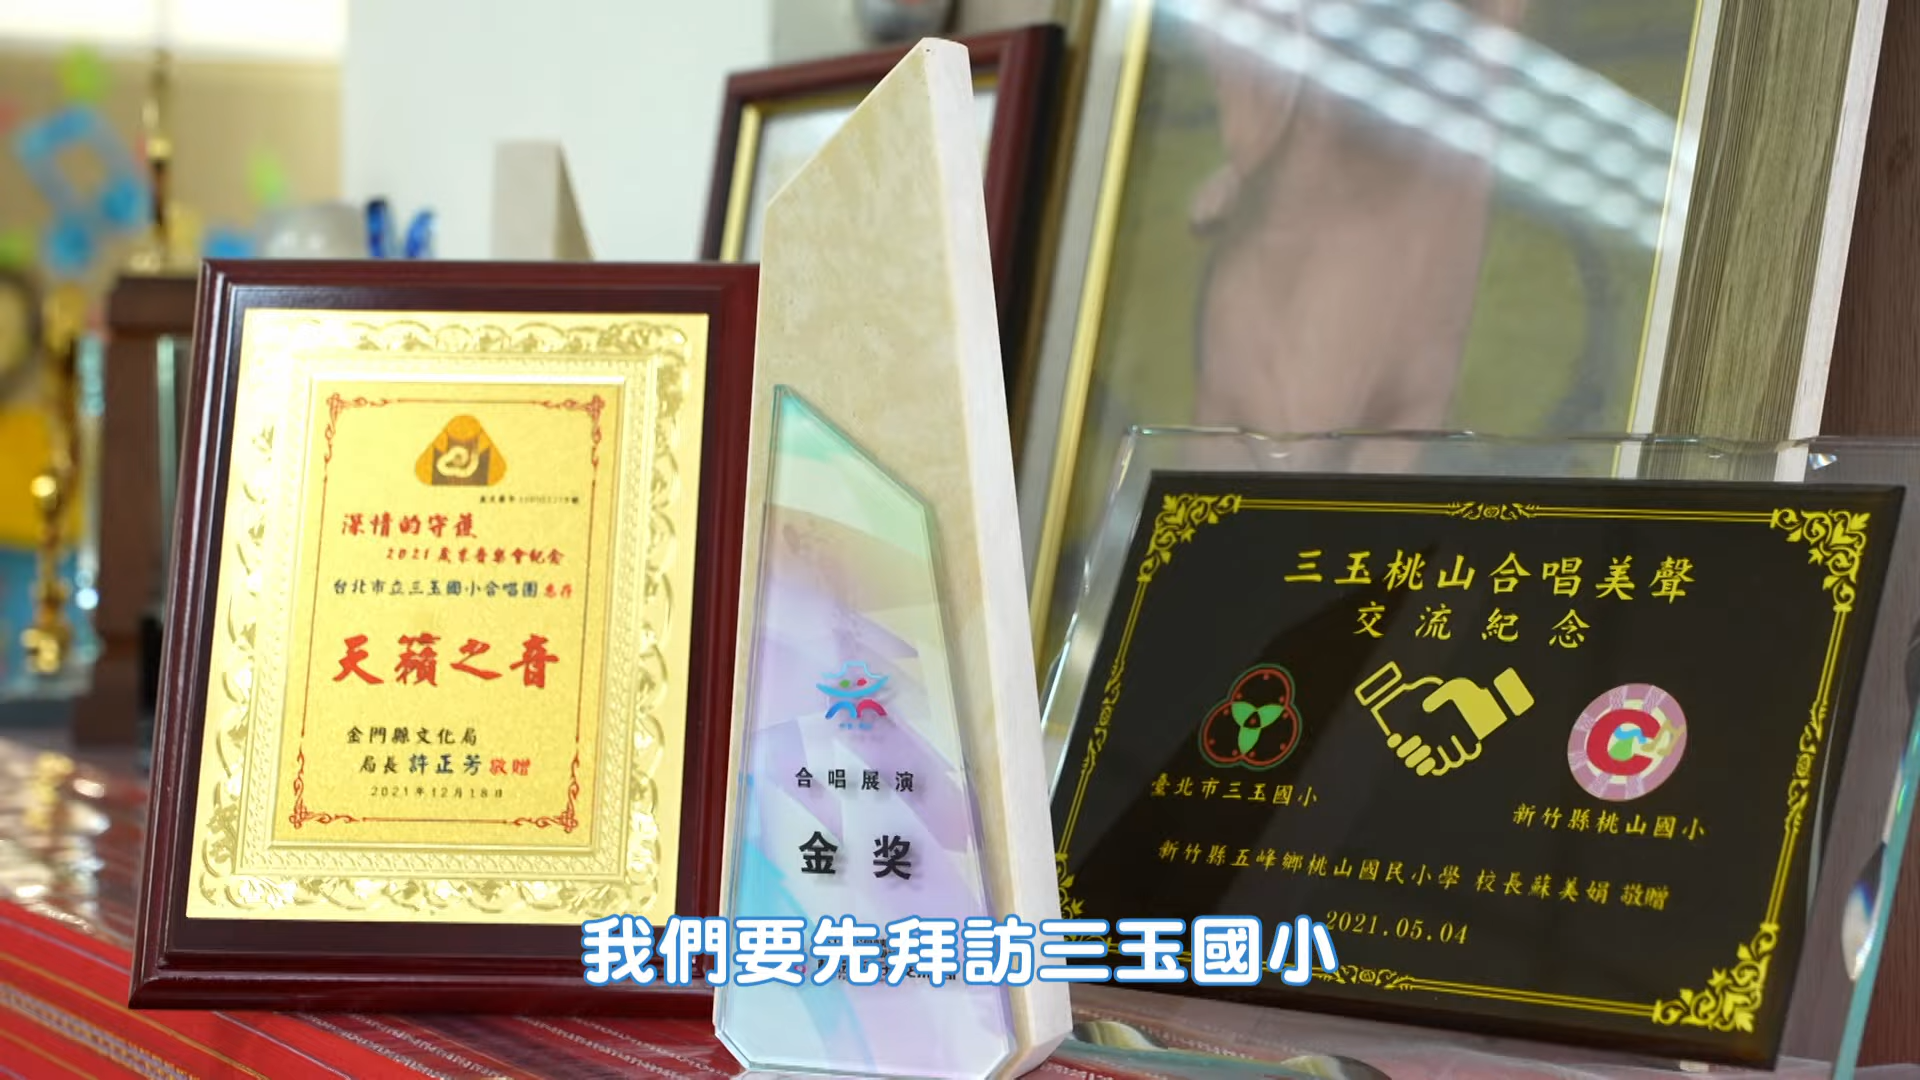 深情的守護
2021歲末音樂會紀念
台北市立三玉國小合唱團惠存
天籟之音
金門縣文化局
局長 許正芳 敬贈
2021年12月18日
合唱展演
金奖
三玉桃山合唱美聲
交流紀念
臺北市三玉國小
新竹縣桃山國小
新竹縣五峰鄉桃山國民小學 校長蘇美娟 敬贈
2021.05.04
我們要先拜訪三玉國小